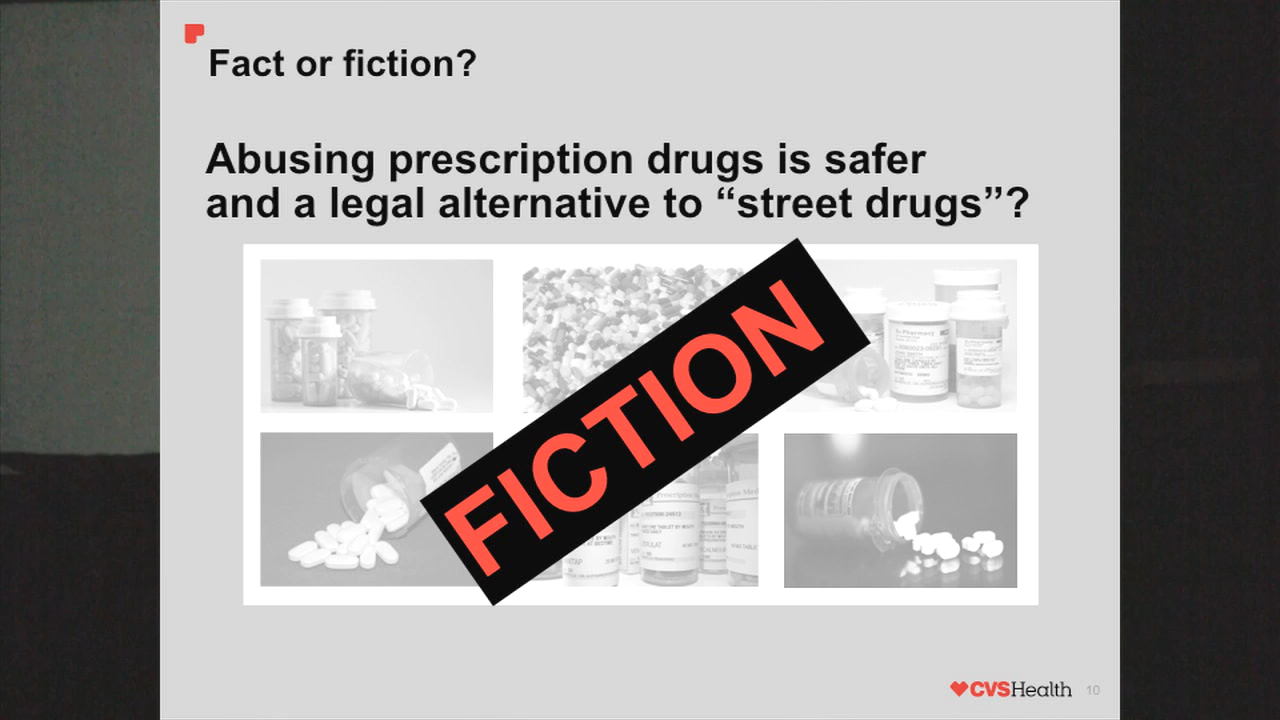 Fact or fiction?
Abusing prescription drugs is safer
and a legal alternative to “street drugs”?
FICTION
CVSHealth
10